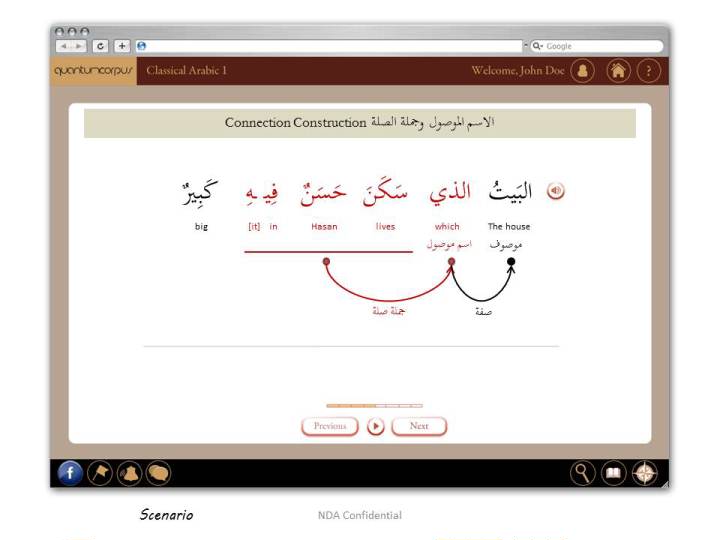 Google
quantumcorpus Classical Arabic 1 Welcome, John Doe ?
Connection Construction الاسم الموصول وجملة الصلة
البَيتُ الذي سَكَنَ حَسَنٌ فِيـهِ كَبِيرٌ
big [it] in Hasan lives which The house
موصوف اسم موصول
جملة صلة صفة
Previous Next
f
Scenario NDA Confidential